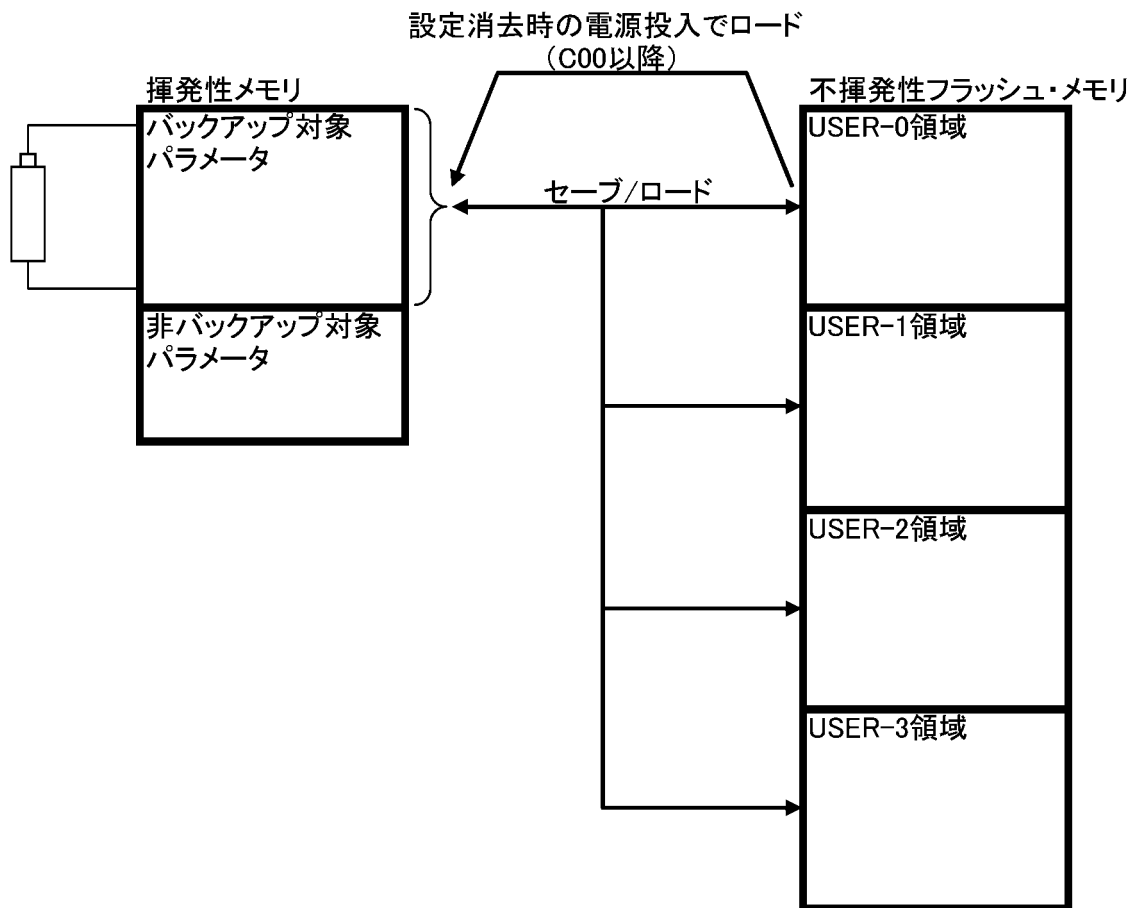 設定消去時の電源投入でロード
（C00以降）
揮発性メモリ
不揮発性フラッシュ・メモリ
バックアップ対象
パラメータ
USER-0領域
セーブ/ロード
非バックアップ対象
パラメータ
USER-1領域
USER-2領域
USER-3領域